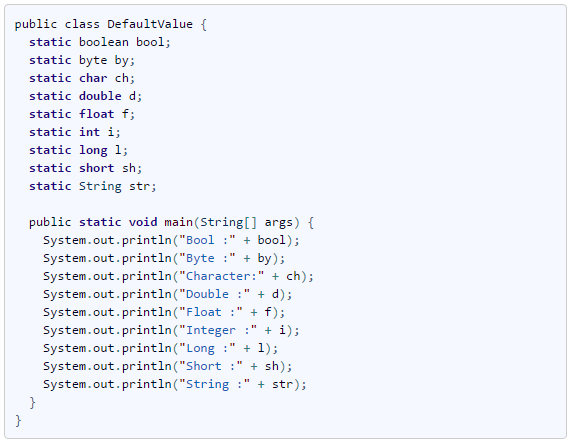 public class DefaultValue {
  static boolean bool;
  static byte by;
  static char ch;
  static double d;
  static float f;
  static int i;
  static long l;
  static short sh;
  static String str;

  public static void main(String[] args) {
    System.out.println("Bool :" + bool);
    System.out.println("Byte :" + by);
    System.out.println("Character:" + ch);
    System.out.println("Double :" + d);
    System.out.println("Float :" + f);
    System.out.println("Integer :" + i);
    System.out.println("Long :" + l);
    System.out.println("Short :" + sh);
    System.out.println("String :" + str);
  }
}